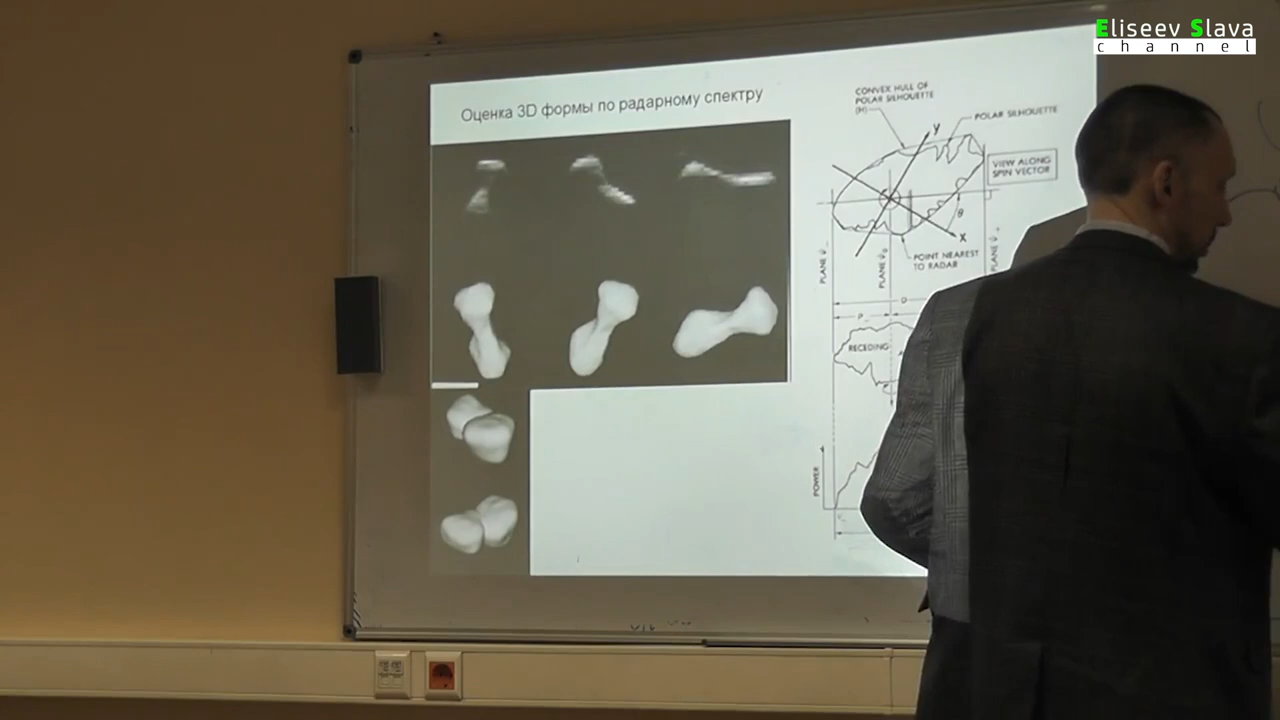 Eliseev Slava
channel
Оценка 3D формы по радарному спектру
CONVEX HULL OF
POLAR SILHOUETTE
(H)
POLAR SILHOUETTE
y
VIEW ALONG
SPIN VECTOR
θ
X
POINT NEAREST
TO RADAR
PLANE
PLANE
PLANE
D
P
RECEDING
POWER